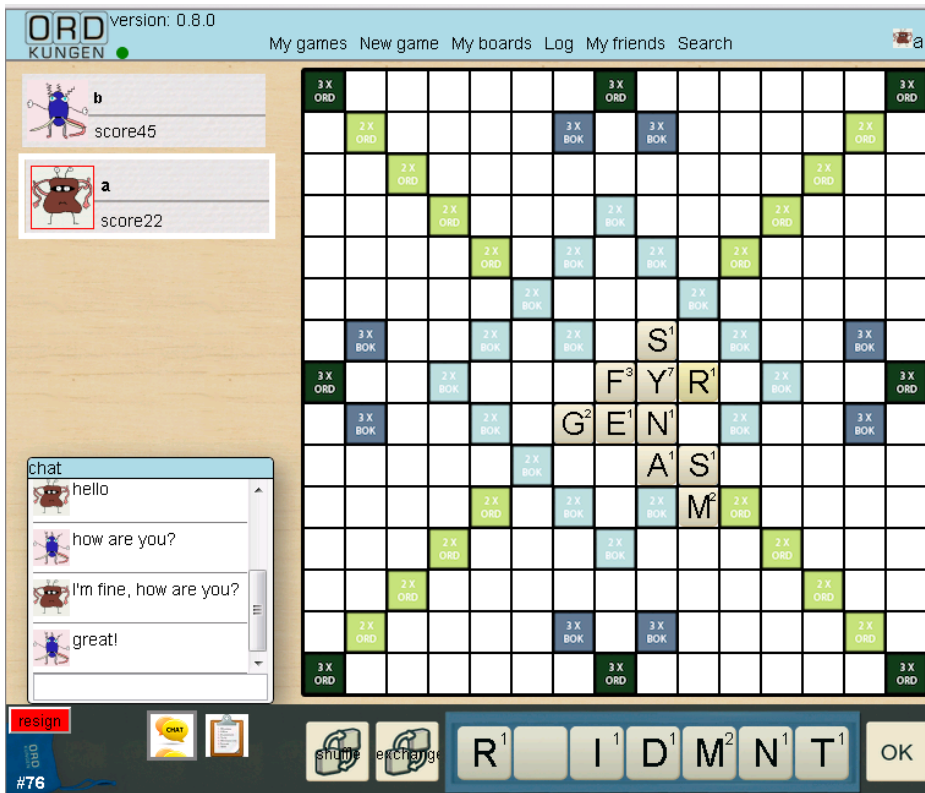 ORD
KUNGEN
version: 0.8.0
My games New game My boards Log My friends Search
a
b
score45
a
score22
3 X ORD 3 X ORD 3 X ORD
2 X ORD 3 X BOK 3 X BOK 2 X ORD
2 X ORD 2 X ORD
2 X ORD 2 X BOK 2 X ORD
2 X ORD 2 X BOK 2 X BOK 2 X ORD
2 X BOK 2 X BOK
3 X BOK 2 X BOK 2 X BOK S1 2 X BOK 3 X BOK
3 X ORD 2 X BOK F3 Y7 R1 2 X BOK 3 X ORD
3 X BOK 2 X BOK G2 E1 N1 2 X BOK 3 X BOK
2 X BOK A1 S1
2 X ORD 2 X BOK 2 X BOK M2 2 X ORD
2 X ORD 2 X BOK 2 X ORD
2 X ORD 2 X ORD
2 X ORD 3 X BOK 3 X BOK 2 X ORD
3 X ORD 3 X ORD 3 X ORD
chat
hello
how are you?
I'm fine, how are you?
great!
resign
ORD
#76
CHAT
shuffle exchange
R1 I1 D1 M2 N1 T1
OK